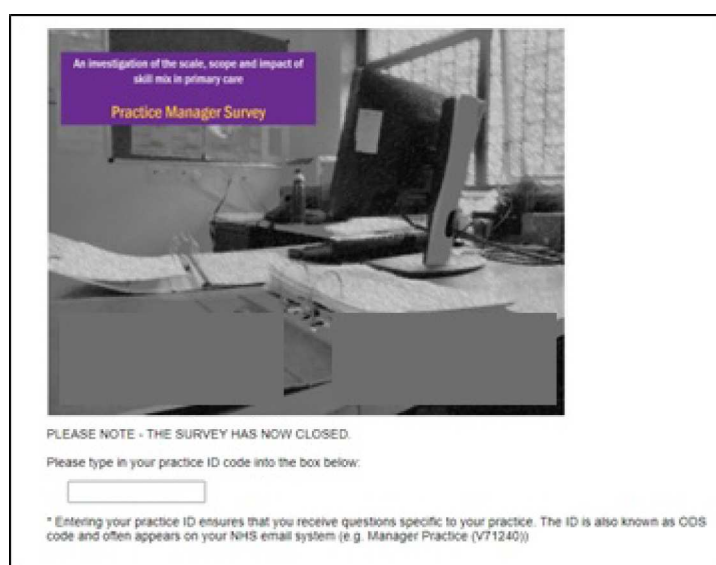 An investigation of the scale, scope and impact of
skill mix in primary care
Practice Manager Survey
PLEASE NOTE - THE SURVEY HAS NOW CLOSED.
Please type in your practice ID code into the box below:
* Entering your practice ID ensures that you receive questions specific to your practice. The ID is also known as ODS
code and often appears on your NHS email system (e.g. Manager Practice (V71240))